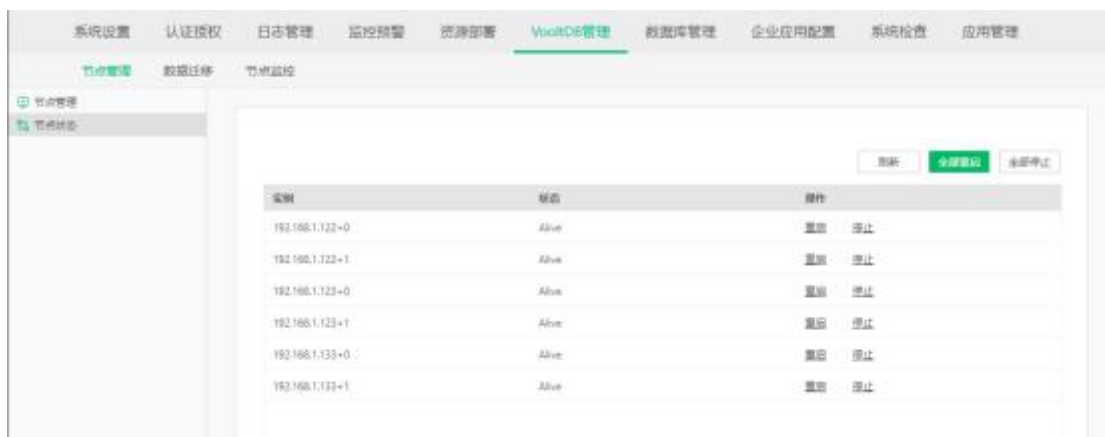 系统设置 认证授权 日志管理 监控预警 资源部署 VooltDB管理 数据库管理 企业应用配置 系统检查 应用管理
节点管理 数据迁移 节点监控
节点管理
节点状态
刷新 全部重启 全部停止
实例 状态 操作
192.168.1.122+0 Alive 重启 停止
192.168.1.122+1 Alive 重启 停止
192.168.1.123+0 Alive 重启 停止
192.168.1.123+1 Alive 重启 停止
192.168.1.133+0 Alive 重启 停止
192.168.1.133+1 Alive 重启 停止